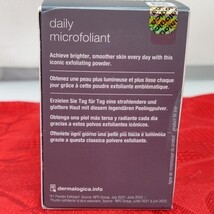 daily
microfoliant
Achieve brighter, smoother skin every day with this
iconic exfoliating powder.
Obtenez une peau plus lumineuse et plus lisse chaque
jour grâce à cette poudre exfoliante emblématique.
Erzielen Sie Tag für Tag eine strahlendere und
glattere Haut mit diesem legendären Peelingpulver.
Obtenga una piel más tersa y radiante cada día
gracias a estos polvos exfoliantes icónicos.
Ottenete ogni giorno una pelle più liscia e luminosa
grazie a questa classica polvere esfoliante.
dermalogica.info